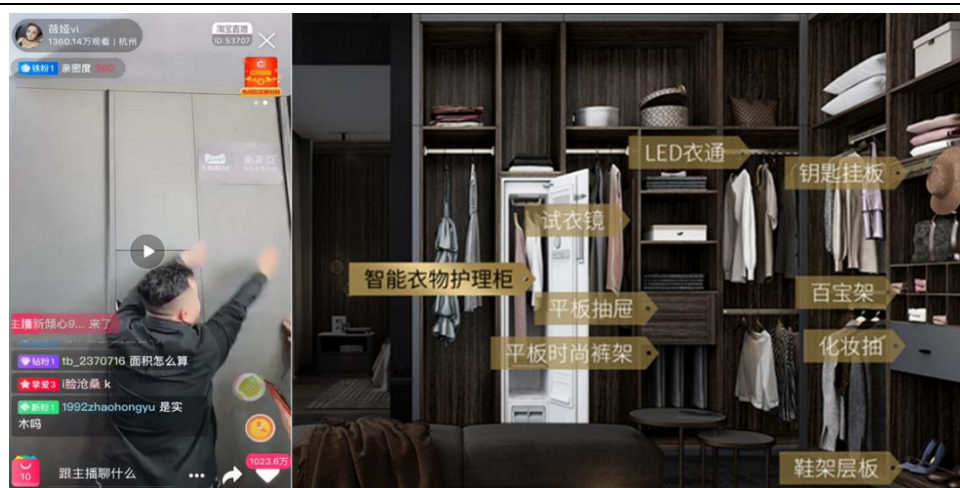 薇娅vi
1360.14万观看 | 杭州
淘宝直播
ID:53707
铁粉1 亲密度 560
主播新倾心9... 来了
钻粉1 tb_2370716 面积怎么算
挚爱3 i脸沧桑 k
新粉1 1992zhaohongyu 是实
木吗
10
跟主播聊什么
1023.6万
LED衣通
钥匙挂板
试衣镜
智能衣物护理柜
百宝架
平板抽屉
化妆抽
平板时尚裤架
鞋架层板